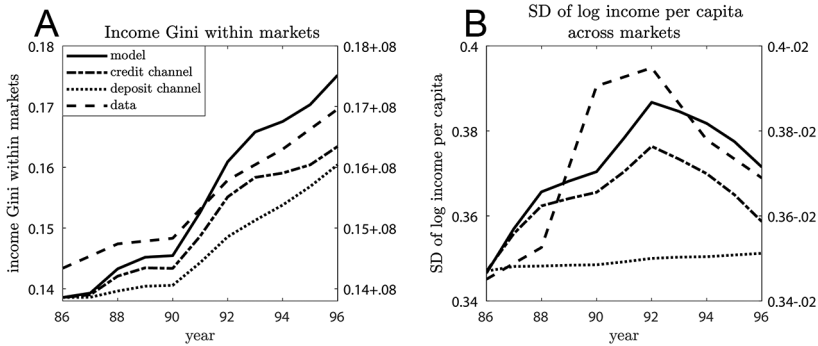 A
Income Gini within markets
0.18
0.17
0.16
0.15
0.14
income Gini within markets
model
credit channel
deposit channel
data
0.18+.08
0.17+.08
0.16+.08
0.15+.08
0.14+.08
86 88 90 92 94 96
year
B
SD of log income per capita
across markets
0.4
0.38
0.36
0.34
SD of log income per capita
0.4-.02
0.38-02
0.36-02
0.34-02
86 88 90 92 94 96
year